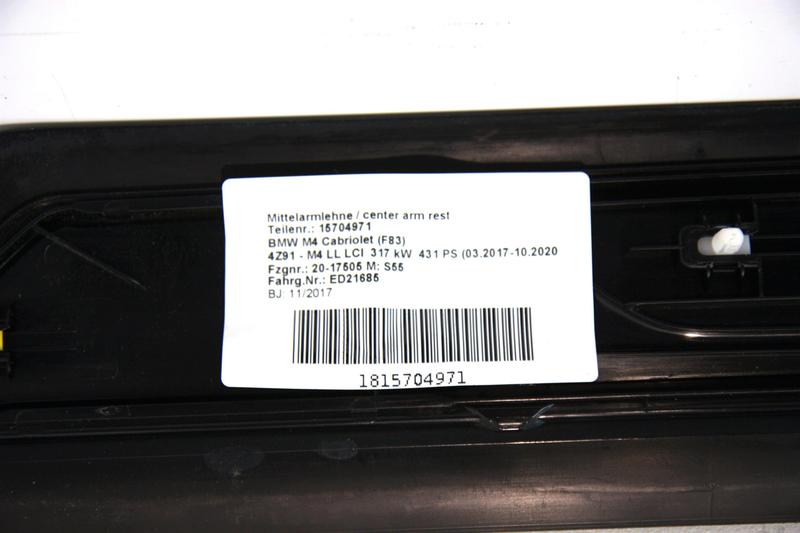 Mittelarmlehne / center arm rest
Teilenr.: 15704971
BMW M4 Cabriolet (F83)
4Z91 - M4 LL LCI 317 kW 431 PS (03.2017-10.2020
Fzgnr.: 20-17505 M: S55
Fahrg.Nr.: ED21685
BJ: 11/2017
1815704971